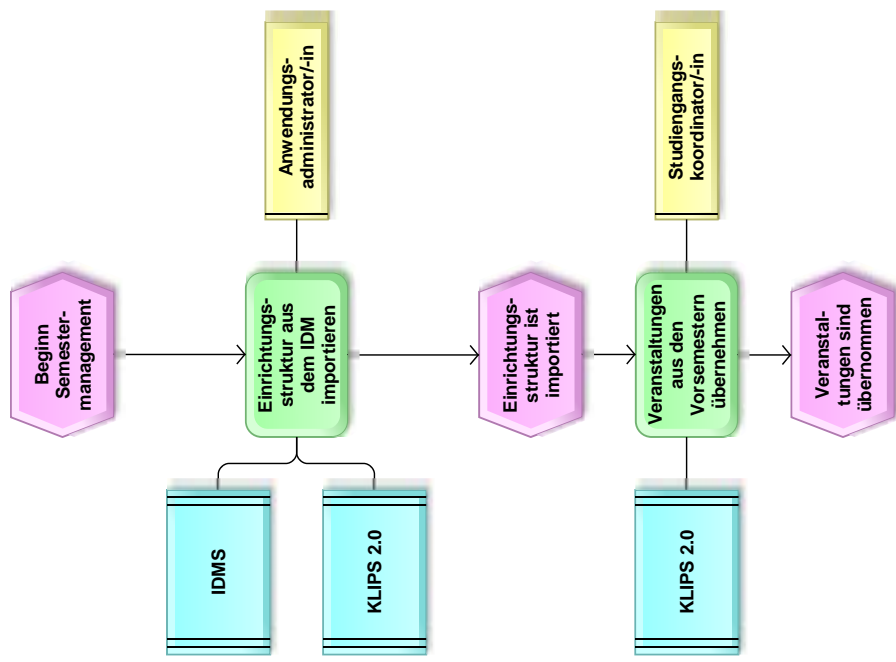 Beginn
Semester-
management
Anwendungs-
administrator/-in
Einrichtungs-
struktur aus
dem IDM
importieren
IDMS
KLIPS 2.0
Einrichtungs-
struktur ist
importiert
Studiengangs-
koordinator/-in
Veranstaltungen
aus den
Vorsemestern
übernehmen
KLIPS 2.0
Veranstal-
tungen sind
übernommen